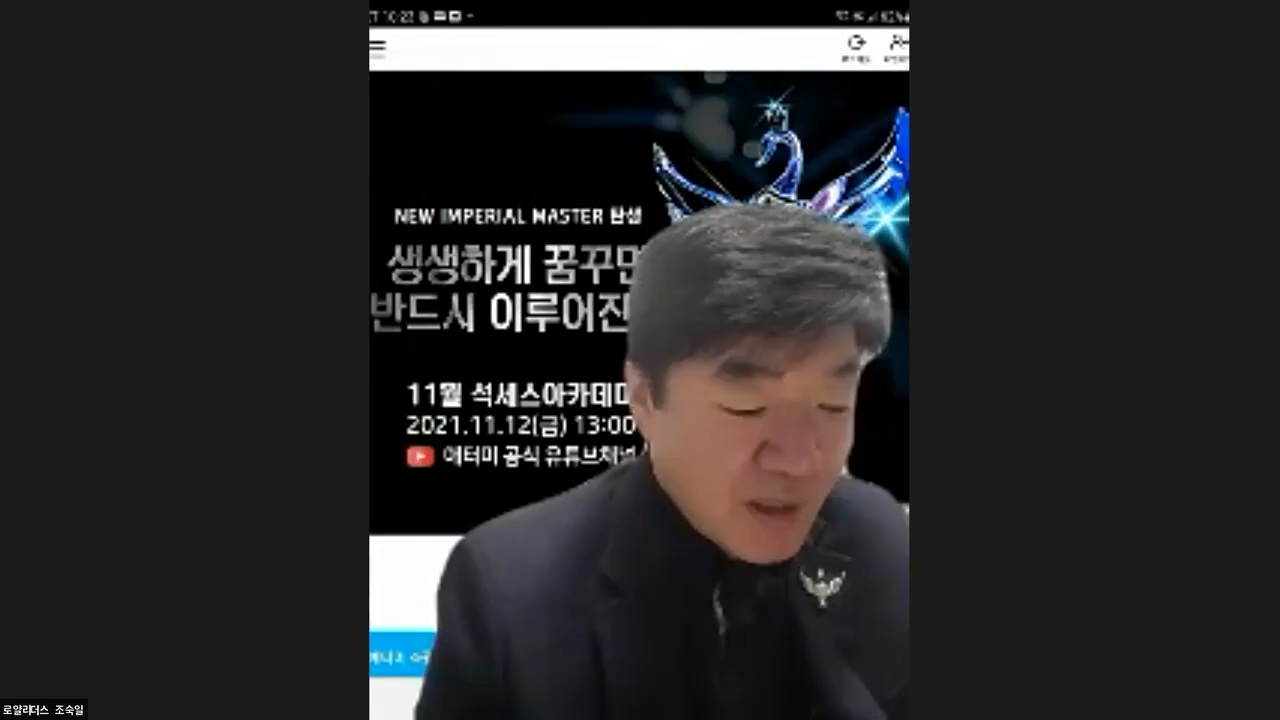 10:22
NEW IMPERIAL MASTER 탄생
생생하게 꿈꾸면
반드시 이루어진
11월 석세스아카데미
2021.11.12(금) 13:00
애터미 공식 유튜브채널
로얄리더스 조숙일